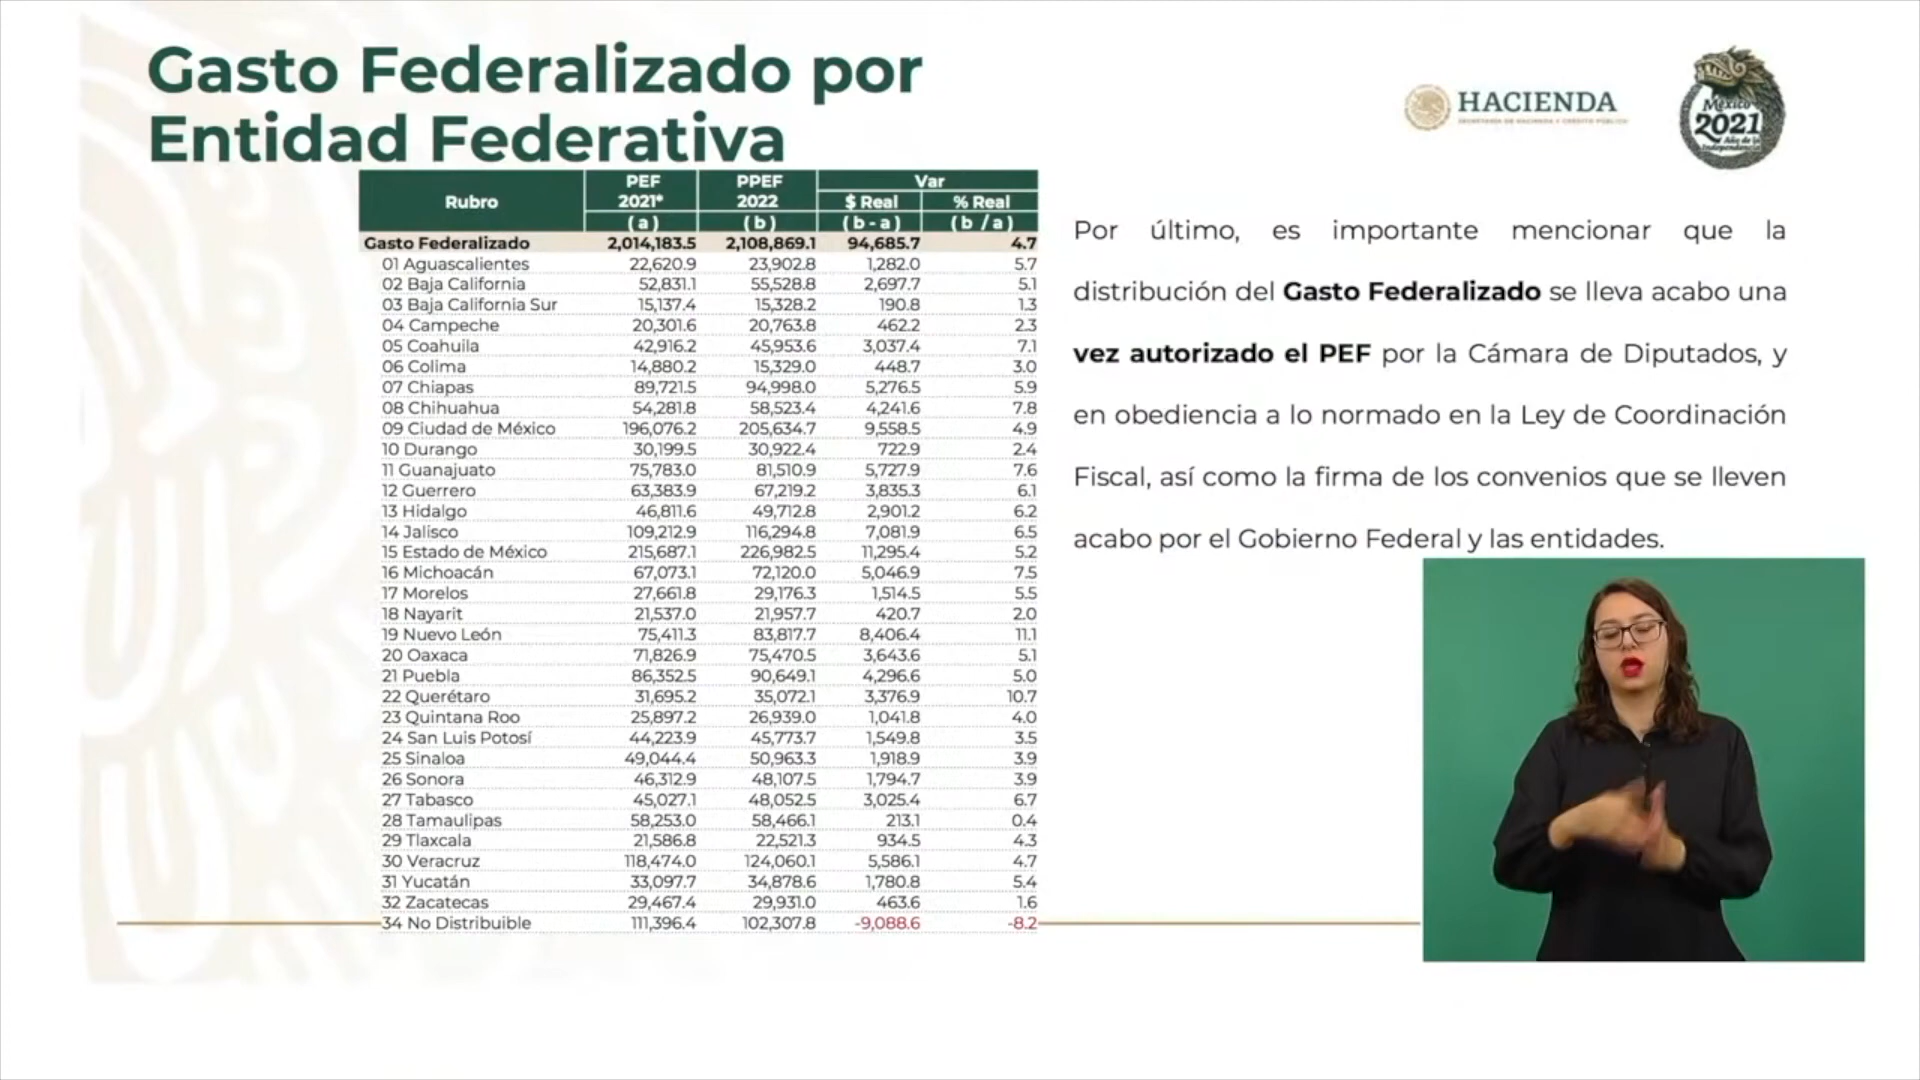 Gasto Federalizado por
Entidad Federativa
HACIENDA
SECRETARÍA DE HACIENDA Y CRÉDITO PÚBLICO
México
2021
Año de la
Independencia
Rubro PEF 2021* (a) PPEF 2022 (b) Var $ Real (b-a) % Real (b/a)
Gasto Federalizado 2,014,183.5 2,108,869.1 94,685.7 4.7
01 Aguascalientes 22,620.9 23,902.8 1,282.0 5.7
02 Baja California 52,831.1 55,528.8 2,697.7 5.1
03 Baja California Sur 15,137.4 15,328.2 190.8 1.3
04 Campeche 20,301.6 20,763.8 462.2 2.3
05 Coahuila 42,916.2 45,953.6 3,037.4 7.1
06 Colima 14,880.2 15,329.0 448.7 3.0
07 Chiapas 89,721.5 94,998.0 5,276.5 5.9
08 Chihuahua 54,281.8 58,523.4 4,241.6 7.8
09 Ciudad de México 196,076.2 205,634.7 9,558.5 4.9
10 Durango 30,199.5 30,922.4 722.9 2.4
11 Guanajuato 75,783.0 81,510.9 5,727.9 7.6
12 Guerrero 63,383.9 67,219.2 3,835.3 6.1
13 Hidalgo 46,811.6 49,712.8 2,901.2 6.2
14 Jalisco 109,212.9 116,294.8 7,081.9 6.5
15 Estado de México 215,687.1 226,982.5 11,295.4 5.2
16 Michoacán 67,073.1 72,120.0 5,046.9 7.5
17 Morelos 27,661.8 29,176.3 1,514.5 5.5
18 Nayarit 21,537.0 21,957.7 420.7 2.0
19 Nuevo León 75,411.3 83,817.7 8,406.4 11.1
20 Oaxaca 71,826.9 75,470.5 3,643.6 5.1
21 Puebla 86,352.5 90,649.1 4,296.6 5.0
22 Querétaro 31,695.2 35,072.1 3,376.9 10.7
23 Quintana Roo 25,897.2 26,939.0 1,041.8 4.0
24 San Luis Potosí 44,223.9 45,773.7 1,549.8 3.5
25 Sinaloa 49,044.4 50,963.3 1,918.9 3.9
26 Sonora 46,312.9 48,107.5 1,794.7 3.9
27 Tabasco 45,027.1 48,052.5 3,025.4 6.7
28 Tamaulipas 58,253.0 58,466.1 213.1 0.4
29 Tlaxcala 21,586.8 22,521.3 934.5 4.3
30 Veracruz 118,474.0 124,060.1 5,586.1 4.7
31 Yucatán 33,097.7 34,878.6 1,780.8 5.4
32 Zacatecas 29,467.4 29,931.0 463.6 1.6
34 No Distribuible 111,396.4 102,307.8 -9,088.6 -8.2
Por último, es importante mencionar que la
distribución del Gasto Federalizado se lleva acabo una
vez autorizado el PEF por la Cámara de Diputados, y
en obediencia a lo normado en la Ley de Coordinación
Fiscal, así como la firma de los convenios que se lleven
acabo por el Gobierno Federal y las entidades.